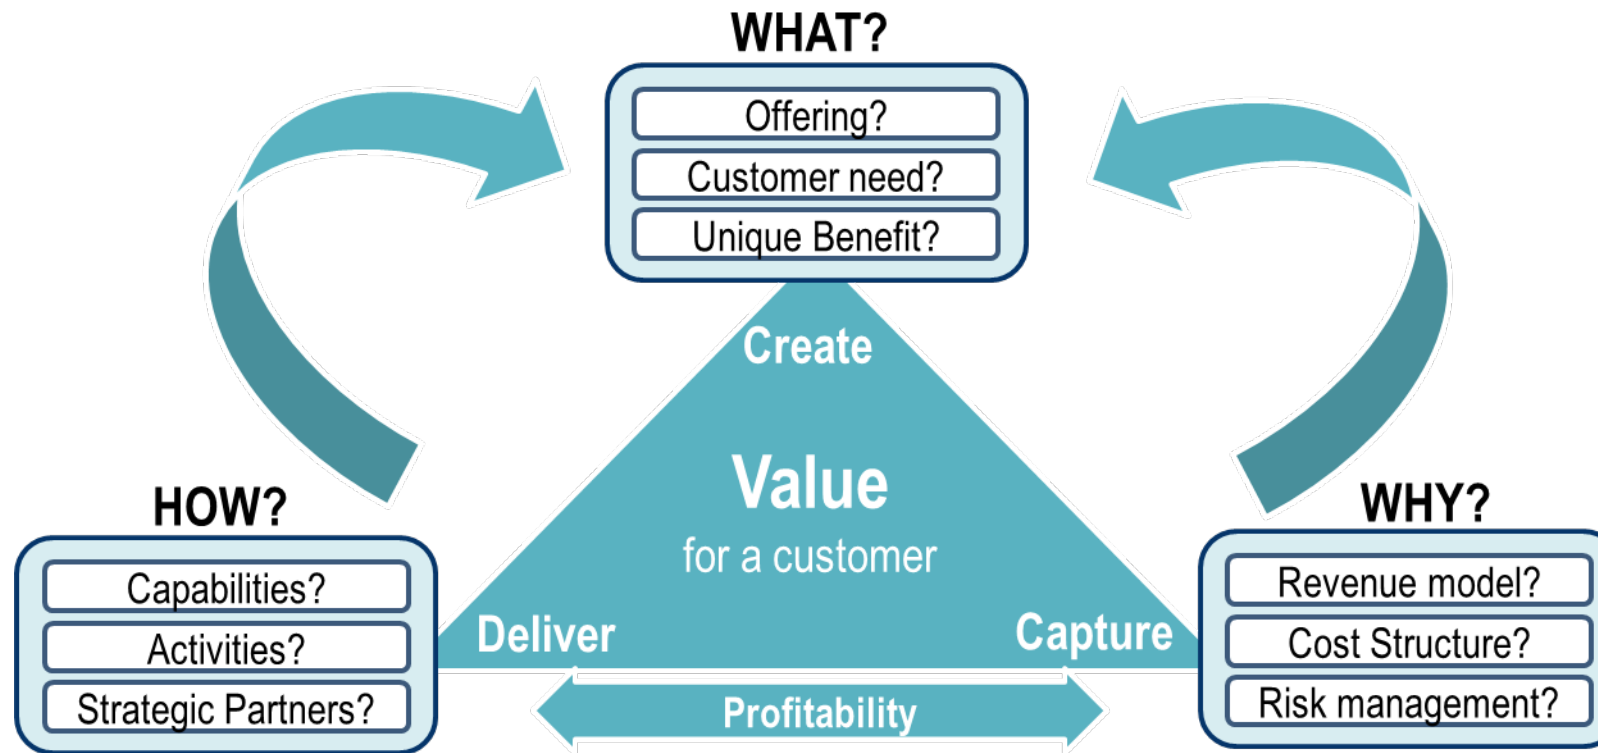 WHAT?
Offering?
Customer need?
Unique Benefit?
Create
Value
for a customer
Deliver
Capture
Profitability
HOW?
Capabilities?
Activities?
Strategic Partners?
WHY?
Revenue model?
Cost Structure?
Risk management?